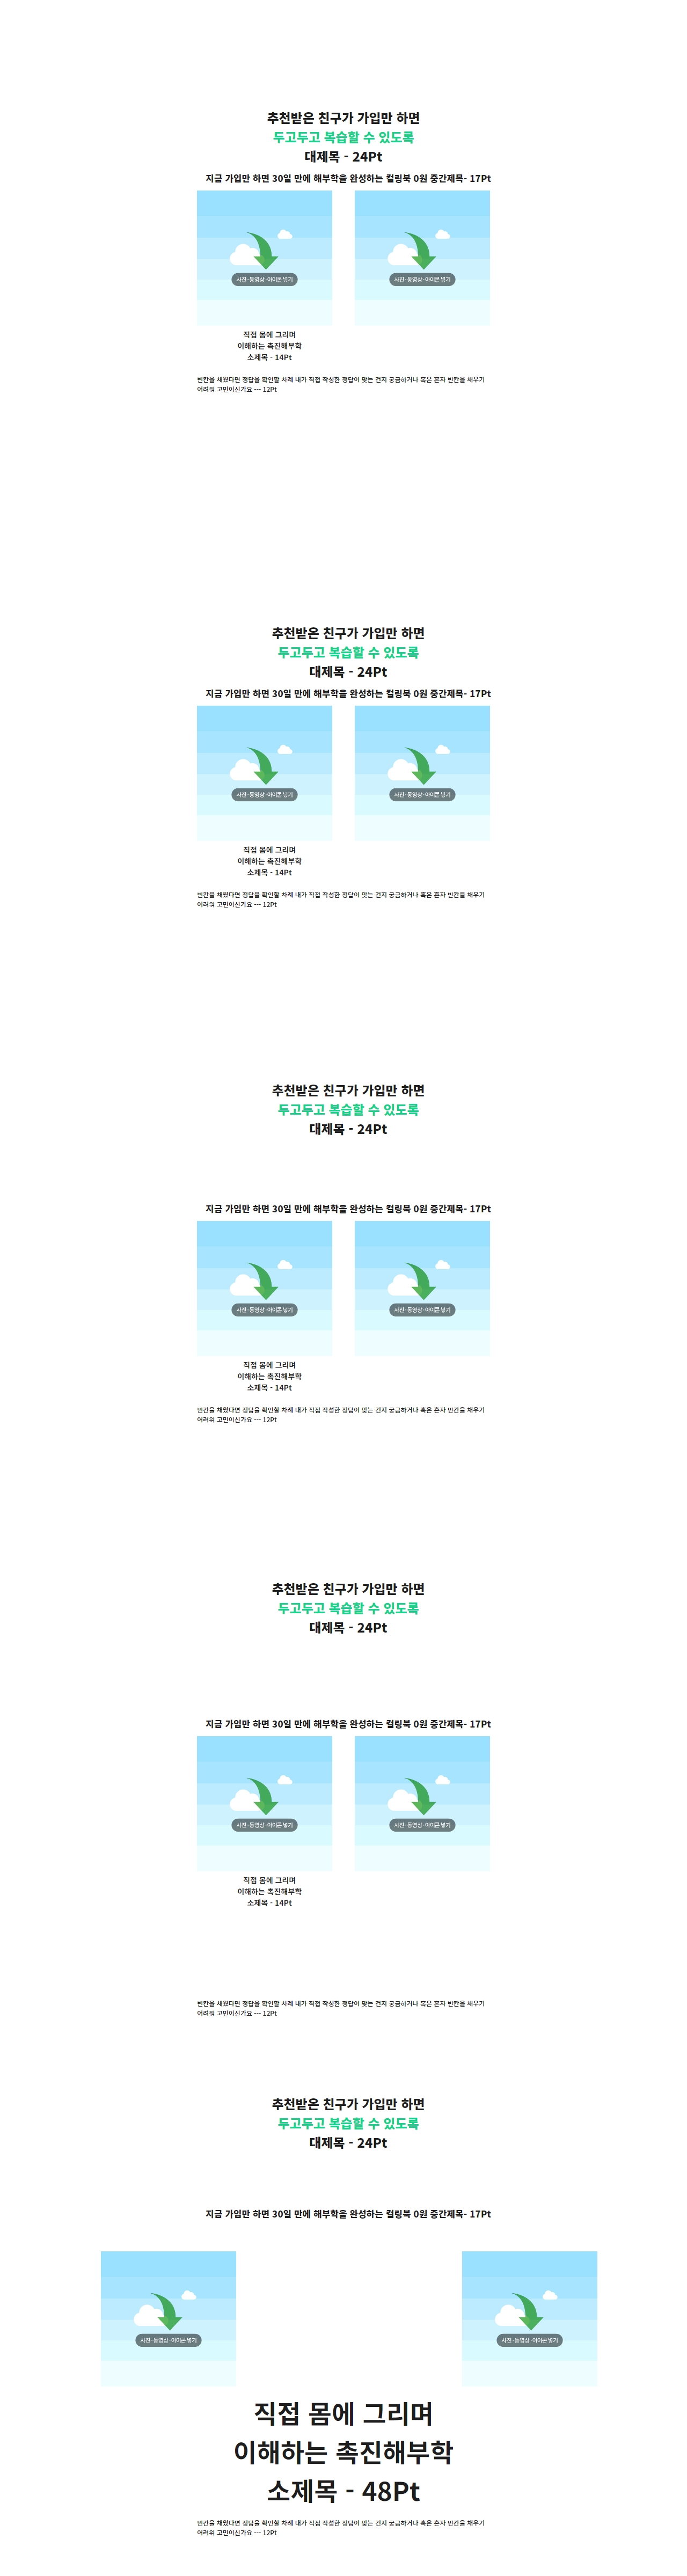 추천받은 친구가 가입만 하면
두고두고 복습할 수 있도록
대제목 - 24Pt
지금 가입만 하면 30일 만에 해부학을 완성하는 컬링북 0원 중간제목- 17Pt
사진·동영상·아이콘 넣기
사진·동영상·아이콘 넣기
직접 몸에 그리며
이해하는 촉진해부학
소제목 - 14Pt
빈칸을 채웠다면 정답을 확인할 차례 내가 직접 작성한 정답이 맞는 건지 궁금하거나 혹은 혼자 빈칸을 채우기
어려워 고민이신가요 --- 12Pt
추천받은 친구가 가입만 하면
두고두고 복습할 수 있도록
대제목 - 24Pt
지금 가입만 하면 30일 만에 해부학을 완성하는 컬링북 0원 중간제목- 17Pt
사진·동영상·아이콘 넣기
사진·동영상·아이콘 넣기
직접 몸에 그리며
이해하는 촉진해부학
소제목 - 14Pt
빈칸을 채웠다면 정답을 확인할 차례 내가 직접 작성한 정답이 맞는 건지 궁금하거나 혹은 혼자 빈칸을 채우기
어려워 고민이신가요 --- 12Pt
추천받은 친구가 가입만 하면
두고두고 복습할 수 있도록
대제목 - 24Pt
지금 가입만 하면 30일 만에 해부학을 완성하는 컬링북 0원 중간제목- 17Pt
사진·동영상·아이콘 넣기
사진·동영상·아이콘 넣기
직접 몸에 그리며
이해하는 촉진해부학
소제목 - 14Pt
빈칸을 채웠다면 정답을 확인할 차례 내가 직접 작성한 정답이 맞는 건지 궁금하거나 혹은 혼자 빈칸을 채우기
어려워 고민이신가요 --- 12Pt
추천받은 친구가 가입만 하면
두고두고 복습할 수 있도록
대제목 - 24Pt
지금 가입만 하면 30일 만에 해부학을 완성하는 컬링북 0원 중간제목- 17Pt
사진·동영상·아이콘 넣기
사진·동영상·아이콘 넣기
직접 몸에 그리며
이해하는 촉진해부학
소제목 - 14Pt
빈칸을 채웠다면 정답을 확인할 차례 내가 직접 작성한 정답이 맞는 건지 궁금하거나 혹은 혼자 빈칸을 채우기
어려워 고민이신가요 --- 12Pt
추천받은 친구가 가입만 하면
두고두고 복습할 수 있도록
대제목 - 24Pt
지금 가입만 하면 30일 만에 해부학을 완성하는 컬링북 0원 중간제목- 17Pt
사진·동영상·아이콘 넣기
사진·동영상·아이콘 넣기
직접 몸에 그리며
이해하는 촉진해부학
소제목 - 48Pt
빈칸을 채웠다면 정답을 확인할 차례 내가 직접 작성한 정답이 맞는 건지 궁금하거나 혹은 혼자 빈칸을 채우기
어려워 고민이신가요 --- 12Pt